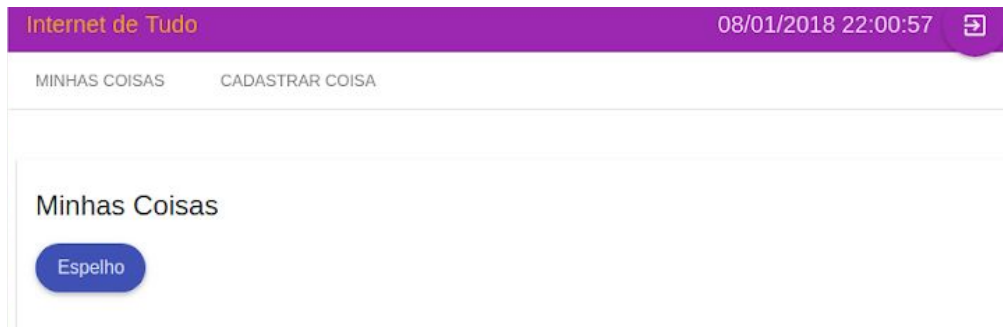 Internet de Tudo 08/01/2018 22:00:57
MINHAS COISAS CADASTRAR COISA
Minhas Coisas
Espelho